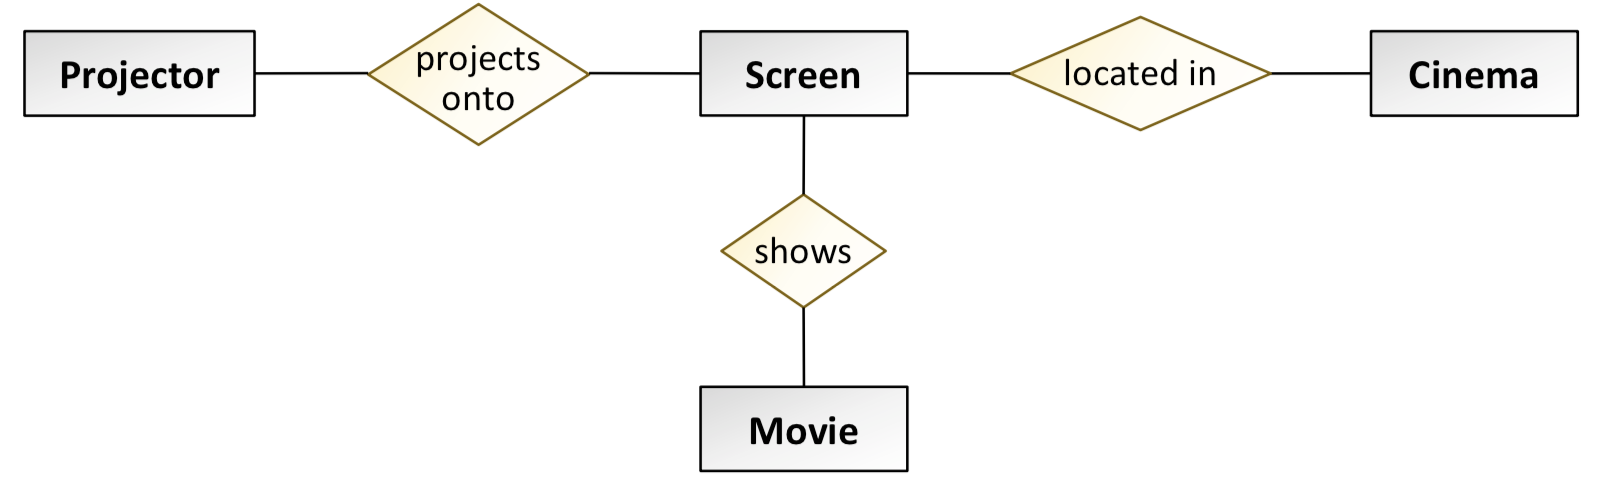 Projector
projects
onto
Screen
located in
Cinema
shows
Movie